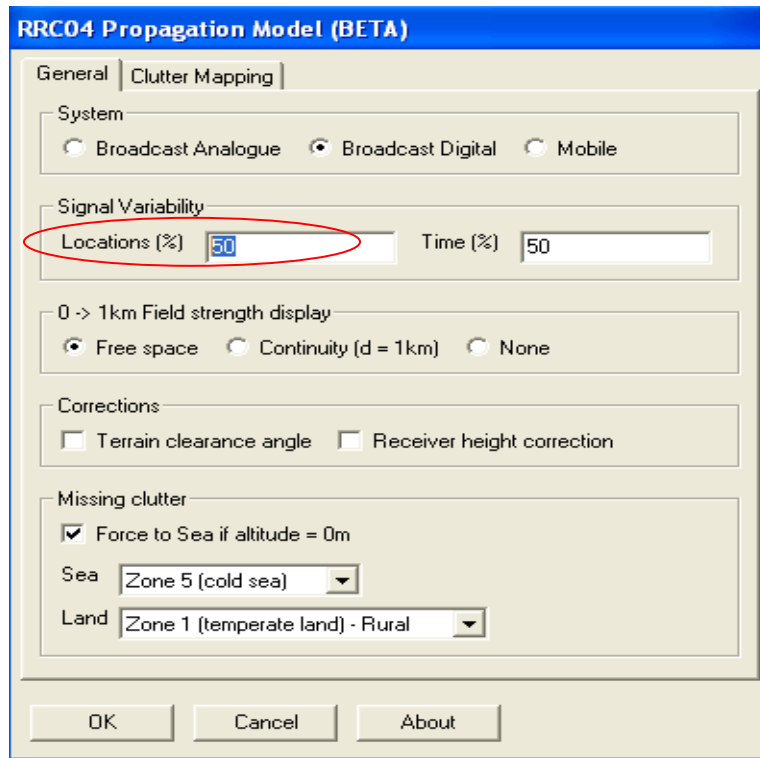 RRC04 Propagation Model (BETA)
General Clutter Mapping
System
Broadcast Analogue Broadcast Digital Mobile
Signal Variability
Locations (%) 50 Time (%) 50
0 -> 1km Field strength display
Free space Continuity (d = 1km) None
Corrections
Terrain clearance angle Receiver height correction
Missing clutter
Force to Sea if altitude = 0m
Sea Zone 5 (cold sea)
Land Zone 1 (temperate land) - Rural
OK Cancel About